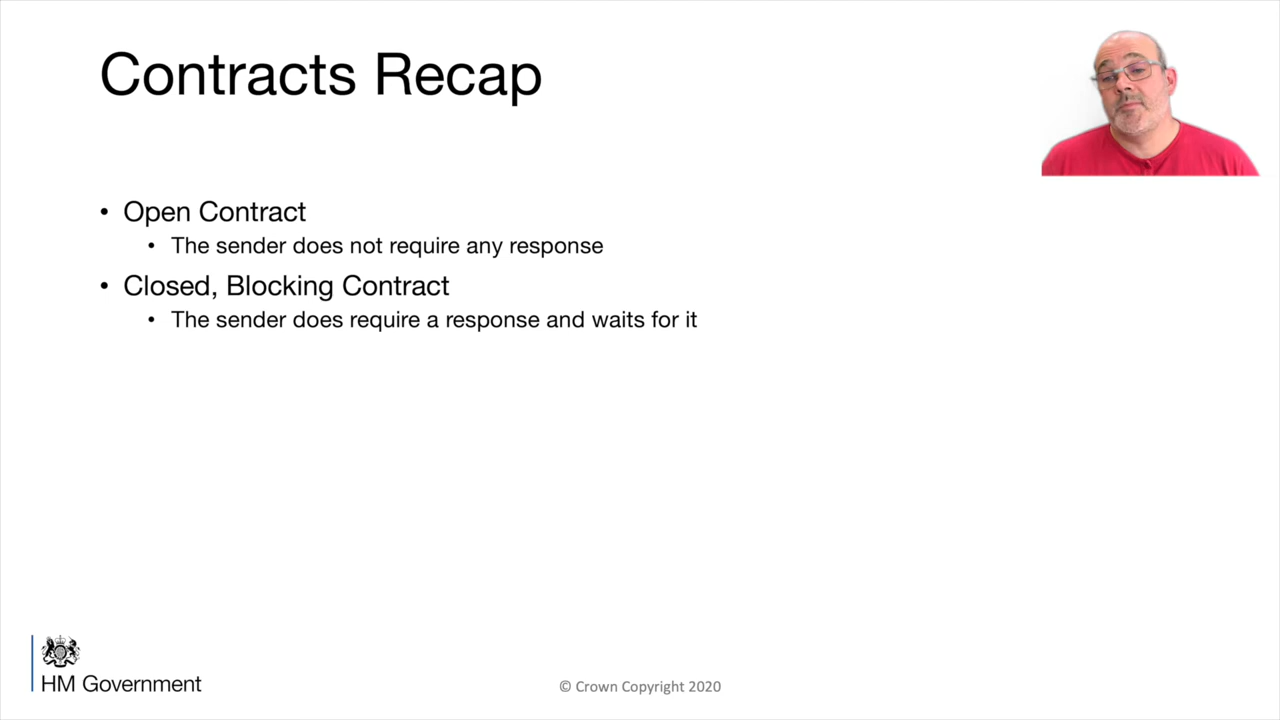 Contracts Recap
• Open Contract
• The sender does not require any response
• Closed, Blocking Contract
• The sender does require a response and waits for it
HM Government
© Crown Copyright 2020